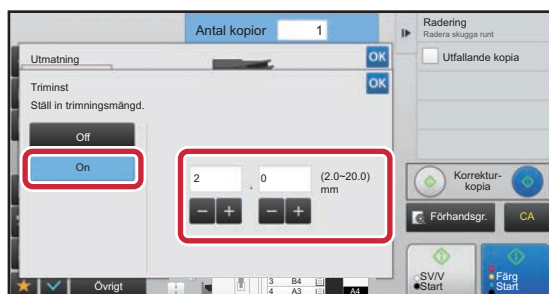 Antal kopior 1
Radering
Radera skugga runt
Utmatning
OK
Utfallande kopia
Triminst
OK
Ställ in trimningsmängd.
Off
On
2 . 0 (2.0~20.0)
mm
Korrektur-
kopia
Förhandsgr.
CA
Övrigt
3 B4
4 A3
A4
SV/V
Start
Färg
Start